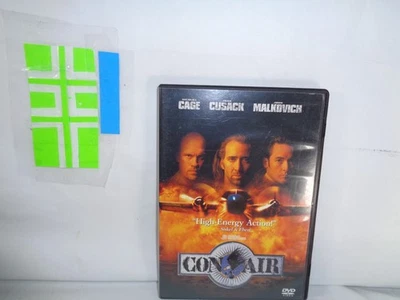 CAGE CUSACK MALKOVICH
"High-Energy Action!"
CON AIR
DVD